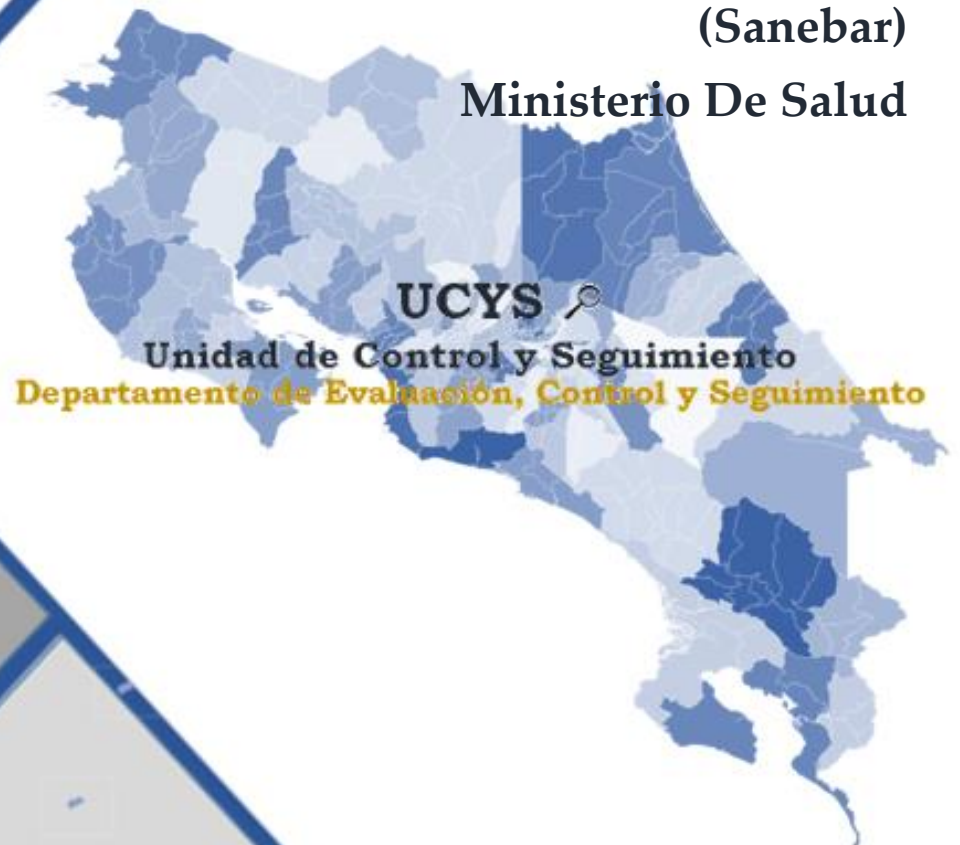 (Sanebar)
Ministerio De Salud
UCYS
Unidad de Control y Seguimiento
Departamento de Evaluación, Control y Seguimiento